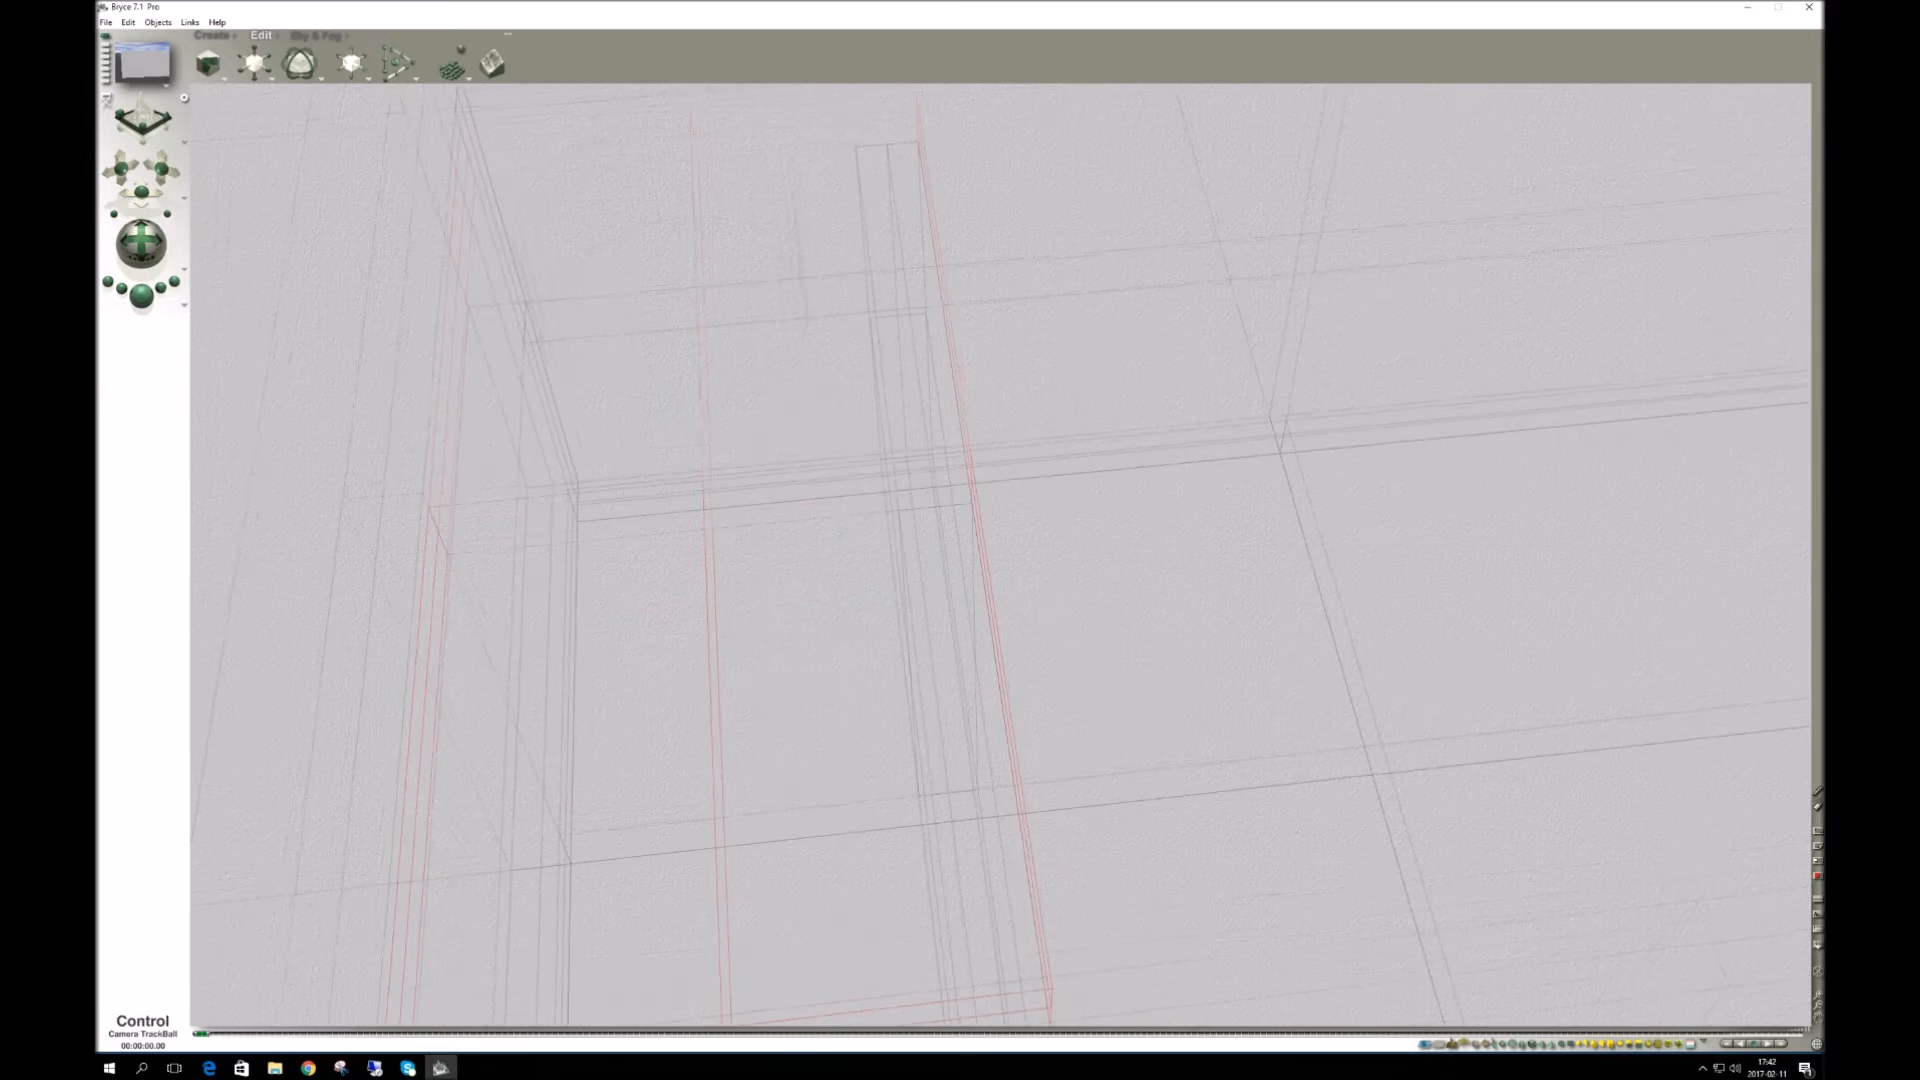 Bryce 7.1 Pro
File Edit Objects Links Help
Create Edit Sky & Fog
Control
Camera TrackBall
00:00:00.00
17:42
2017-02-11